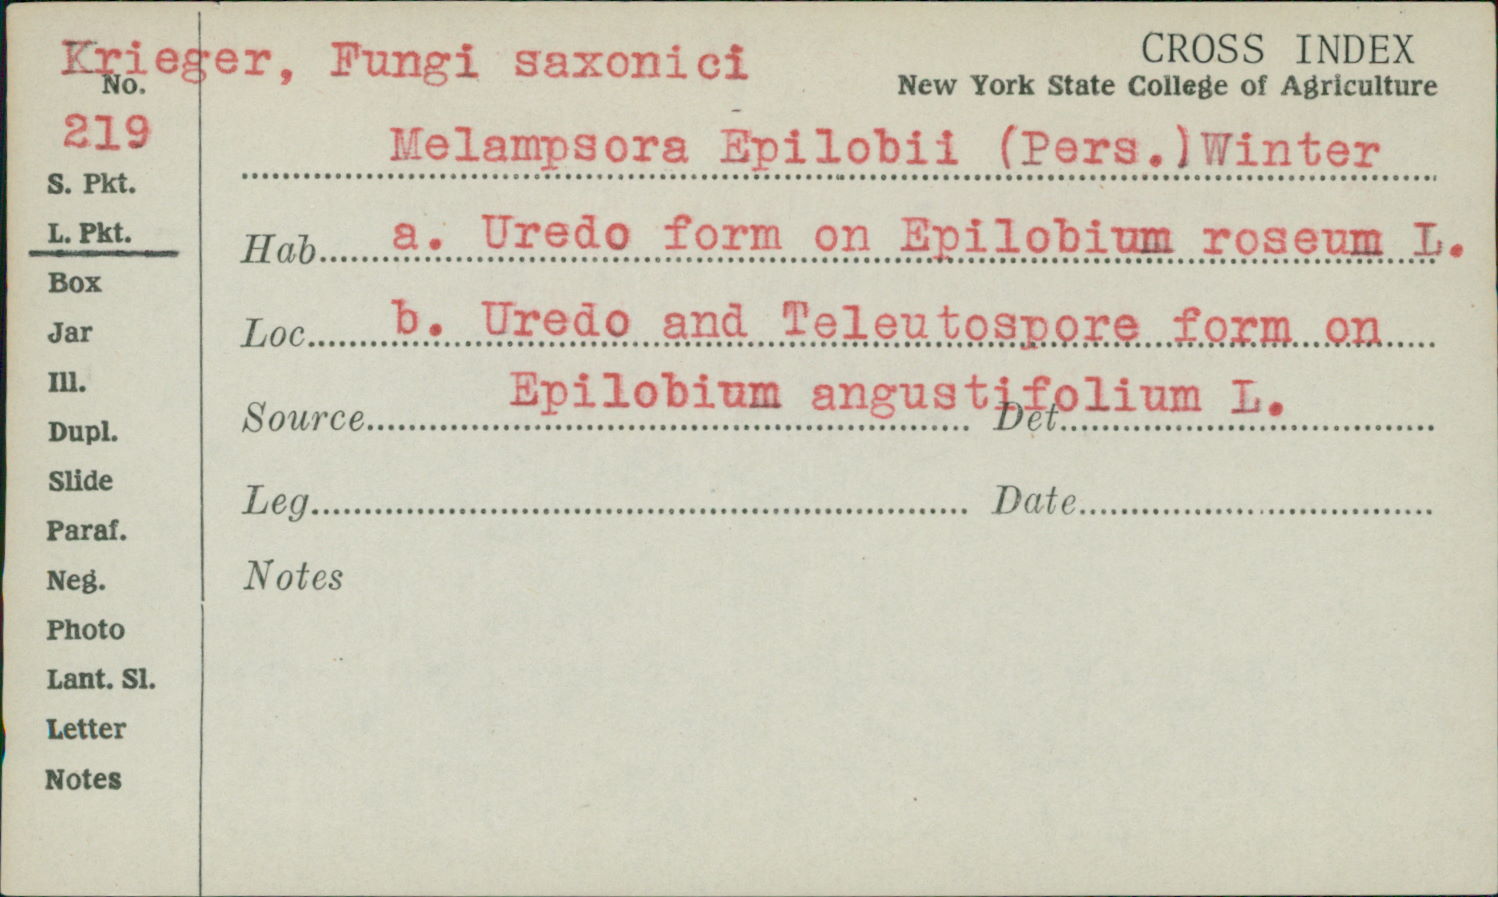 Krieger, Fungi saxonici
CROSS INDEX
No.
New York State College of Agriculture
219
Melampsora Epilobii (Pers.)Winter
S. Pkt.
L. Pkt.
Hab. a. Uredo form on Epilobium roseum L.
Box
Loc. b. Uredo and Teleutospore form on
Jar
Epilobium angustifolium L.
Ill.
Source Det.
Dupl.
Slide
Leg. Date
Paraf.
Neg.
Notes
Photo
Lant. Sl.
Letter
Notes